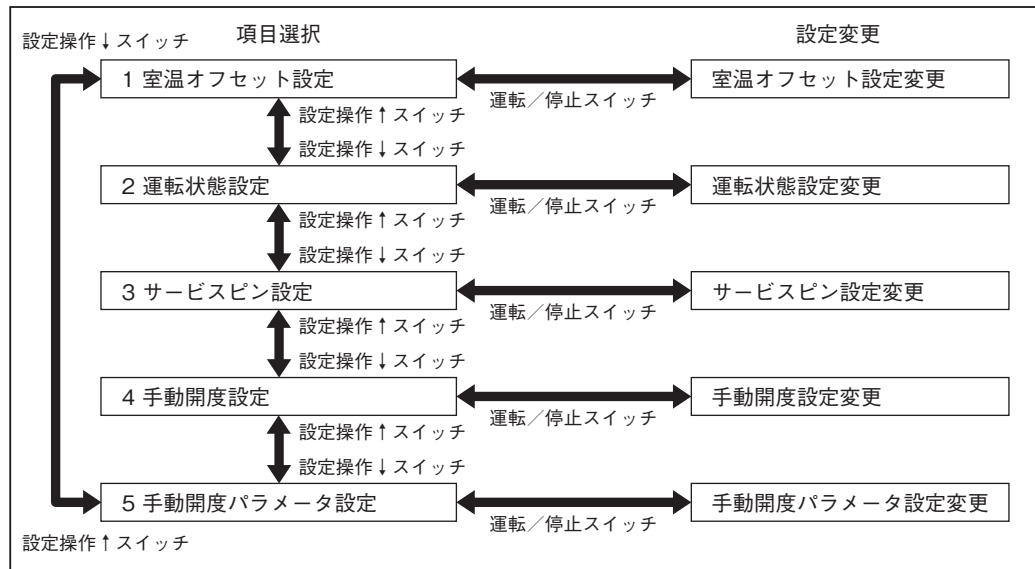 項目選択
設定変更
設定操作↓スイッチ
1 室温オフセット設定
運転／停止スイッチ
室温オフセット設定変更
設定操作↑スイッチ
設定操作↓スイッチ
2 運転状態設定
運転／停止スイッチ
運転状態設定変更
設定操作↑スイッチ
設定操作↓スイッチ
3 サービスピン設定
運転／停止スイッチ
サービスピン設定変更
設定操作↑スイッチ
設定操作↓スイッチ
4 手動開度設定
運転／停止スイッチ
手動開度設定変更
設定操作↑スイッチ
設定操作↓スイッチ
5 手動開度パラメータ設定
運転／停止スイッチ
手動開度パラメータ設定変更
設定操作↑スイッチ